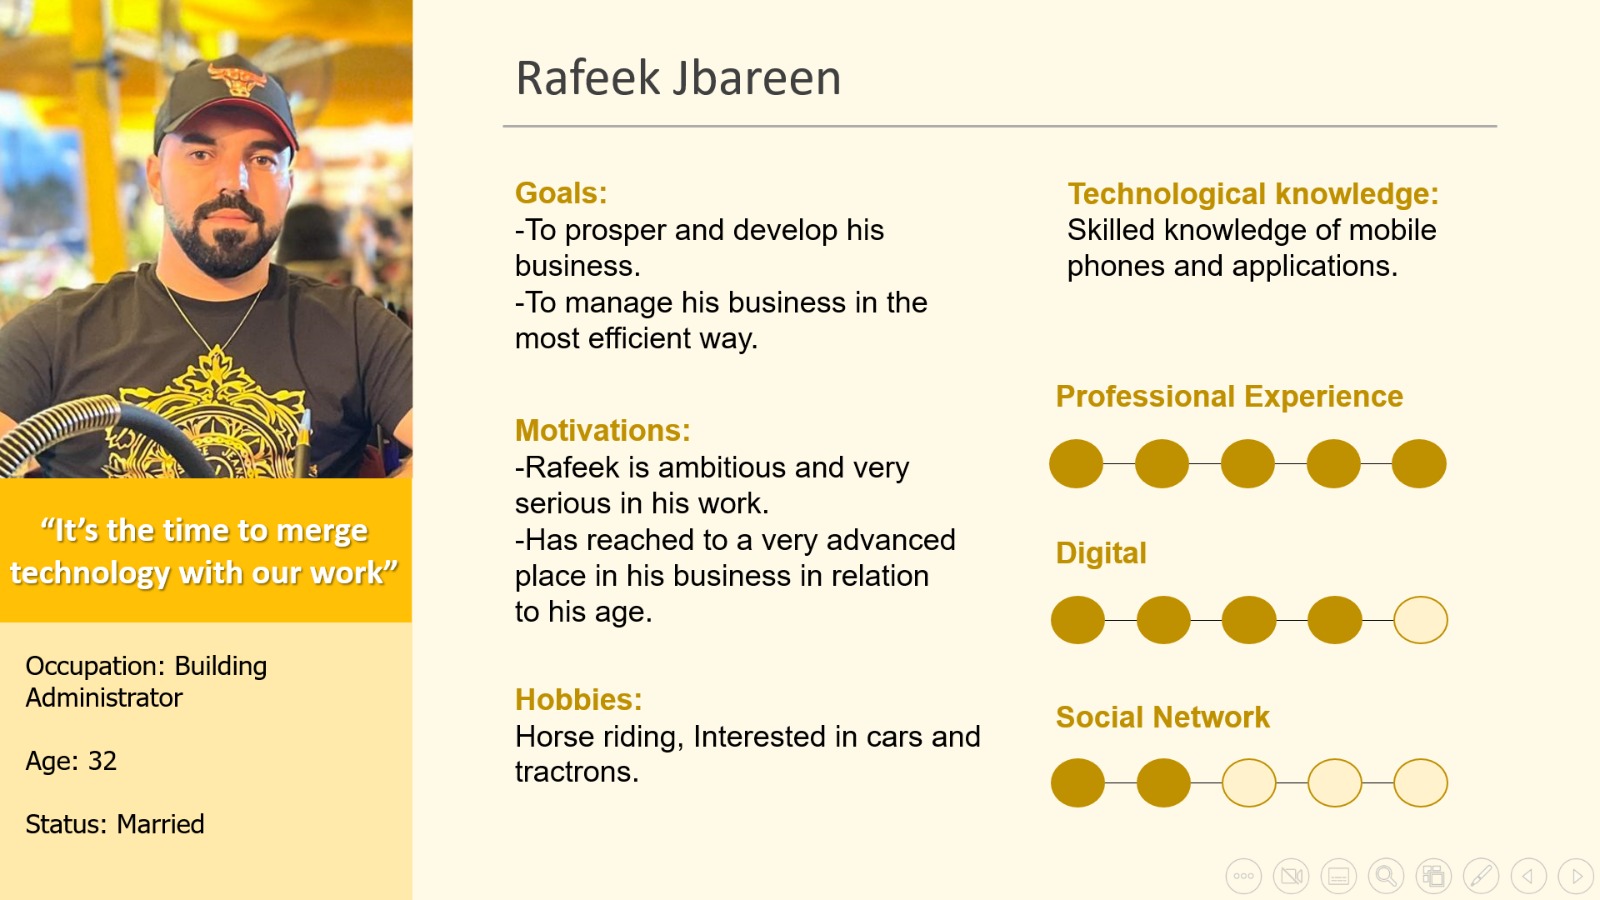 Rafeek Jbareen
Goals:
-To prosper and develop his
business.
-To manage his business in the
most efficient way.
Motivations:
-Rafeek is ambitious and very
serious in his work.
-Has reached to a very advanced
place in his business in relation
to his age.
Hobbies:
Horse riding, Interested in cars and
tractrons.
Technological knowledge:
Skilled knowledge of mobile
phones and applications.
Professional Experience
Digital
Social Network
“It’s the time to merge
technology with our work”
Occupation: Building
Administrator
Age: 32
Status: Married